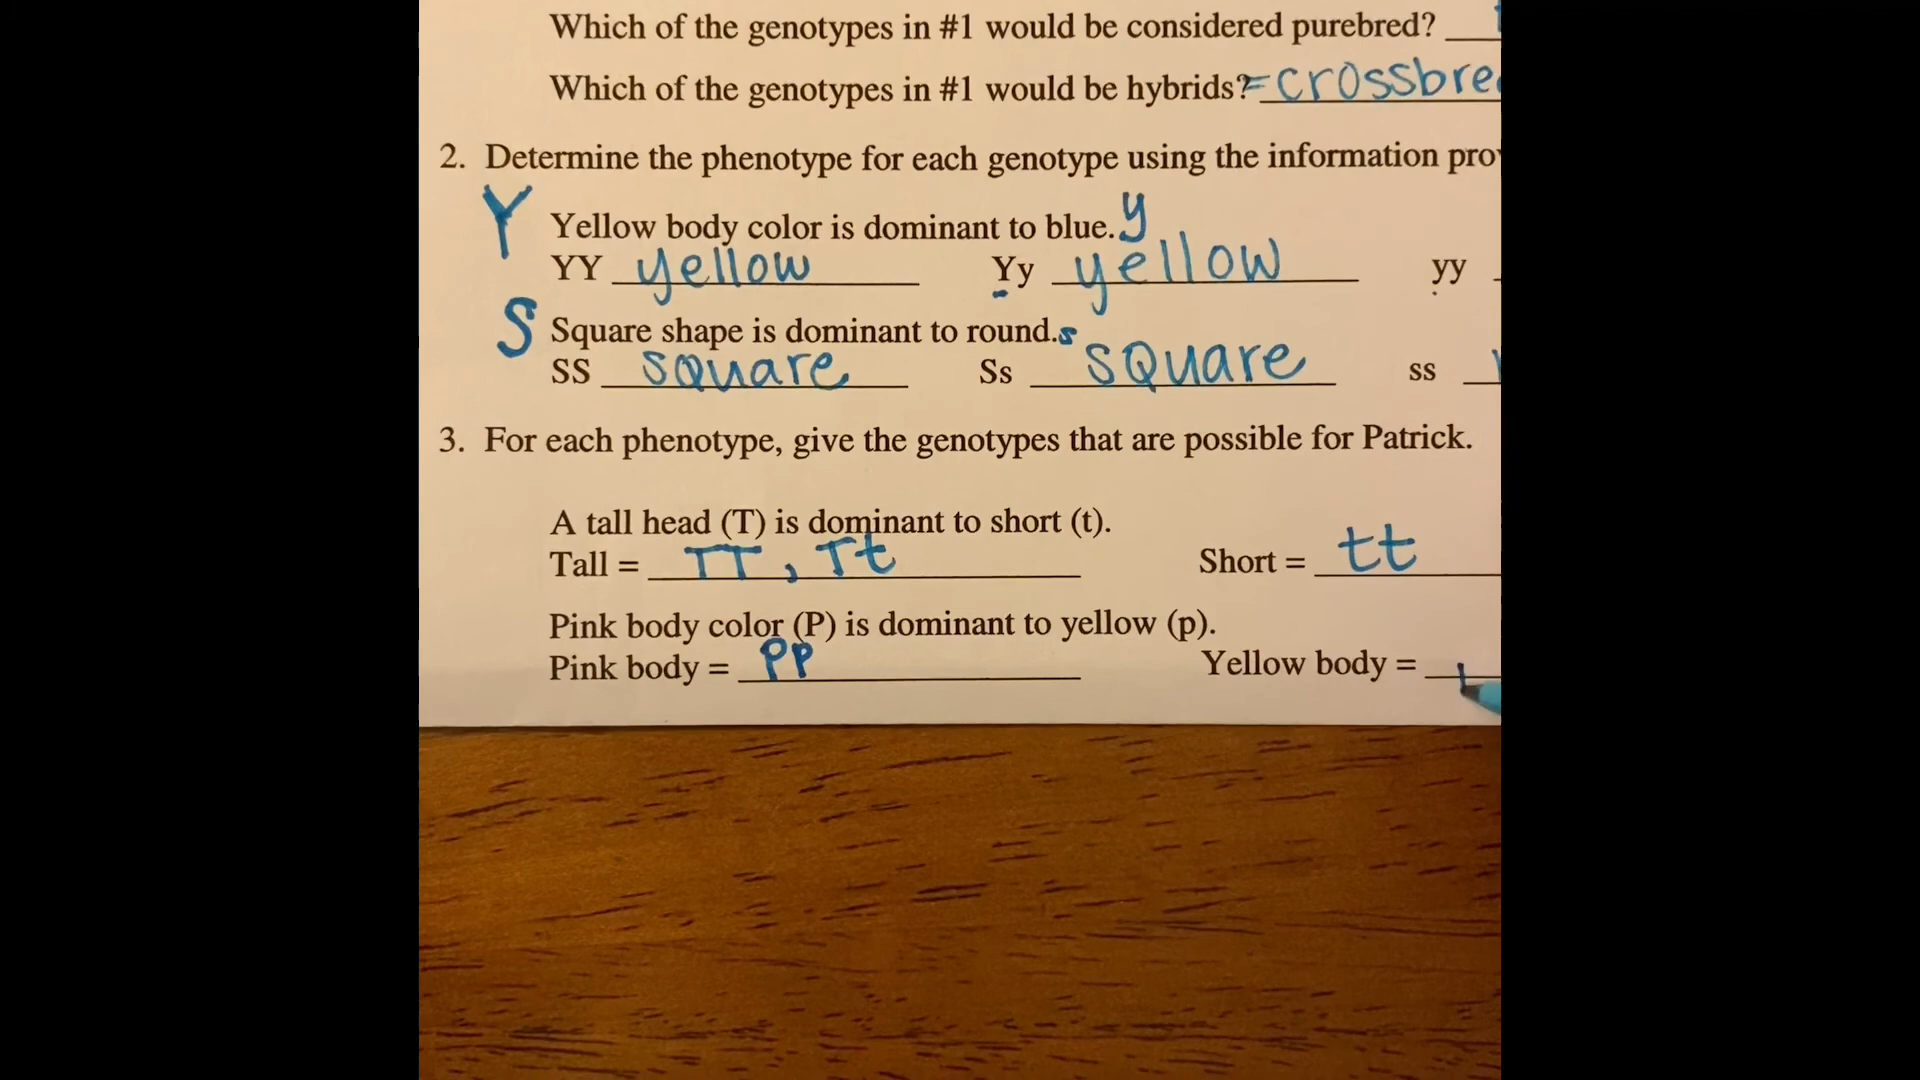 Which of the genotypes in #1 would be considered purebred?
Which of the genotypes in #1 would be hybrids? =crossbre
2. Determine the phenotype for each genotype using the information pro
Y Yellow body color is dominant to blue. y
YY yellow Yy yellow yy
S Square shape is dominant to round. s
SS square Ss square ss
3. For each phenotype, give the genotypes that are possible for Patrick.
A tall head (T) is dominant to short (t).
Tall = TT, Tt Short = tt
Pink body color (P) is dominant to yellow (p).
Pink body = Pp Yellow body =